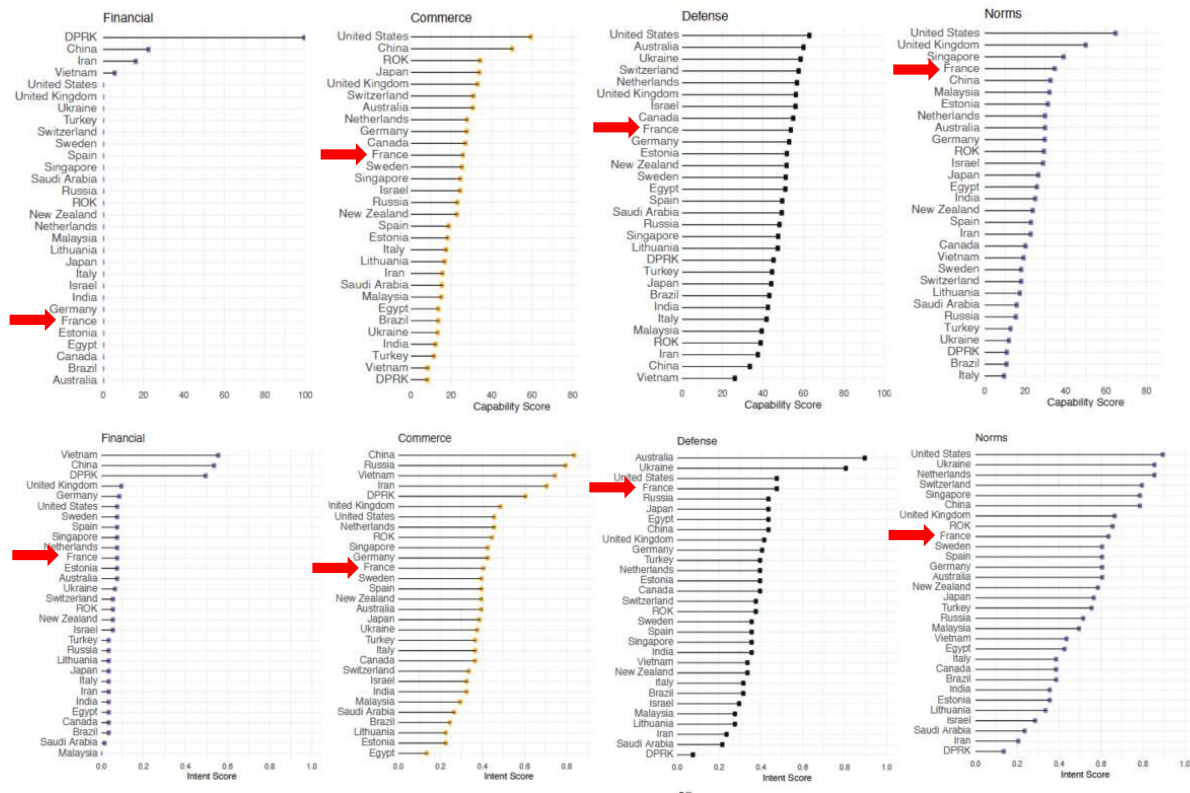 Financial
DPRK
China
Iran
Vietnam
United States
United Kingdom
Ukraine
Turkey
Switzerland
Sweden
Spain
Singapore
Saudi Arabia
Russia
ROK
New Zealand
Netherlands
Malaysia
Lithuania
Japan
Italy
Israel
India
Germany
France
Estonia
Egypt
Canada
Brazil
Australia
0 20 40 60 80 100
Commerce
United States
China
ROK
Japan
United Kingdom
Switzerland
Australia
Netherlands
Germany
Canada
France
Sweden
Singapore
Israel
Russia
New Zealand
Spain
Estonia
Italy
Lithuania
Iran
Saudi Arabia
Malaysia
Egypt
Brazil
Ukraine
India
Turkey
Vietnam
DPRK
0 20 40 60 80
Capability Score
Defense
United States
Australia
Ukraine
Switzerland
Netherlands
United Kingdom
Israel
Canada
France
Germany
Estonia
New Zealand
Sweden
Egypt
Spain
Saudi Arabia
Russia
Singapore
Lithuania
DPRK
Turkey
Japan
Brazil
India
Italy
Malaysia
ROK
Iran
China
Vietnam
0 20 40 60 80 100
Capability Score
Norms
United States
United Kingdom
Singapore
France
China
Malaysia
Estonia
Netherlands
Australia
Germany
ROK
Israel
Japan
Egypt
India
New Zealand
Spain
Iran
Canada
Vietnam
Sweden
Switzerland
Lithuania
Saudi Arabia
Russia
Turkey
Ukraine
DPRK
Brazil
Italy
0 20 40 60 80
Capability Score
Financial
Vietnam
China
DPRK
United Kingdom
Germany
United States
Sweden
Spain
Singapore
Netherlands
France
Estonia
Australia
Ukraine
Switzerland
ROK
New Zealand
Israel
Turkey
Russia
Lithuania
Japan
Italy
Iran
India
Egypt
Canada
Brazil
Saudi Arabia
Malaysia
0.0 0.2 0.4 0.6 0.8 1.0
Intent Score
Commerce
China
Russia
Vietnam
Iran
DPRK
United Kingdom
United States
Netherlands
ROK
Singapore
Germany
France
Sweden
Spain
New Zealand
Australia
Japan
Ukraine
Turkey
Italy
Canada
Switzerland
Israel
India
Malaysia
Saudi Arabia
Brazil
Lithuania
Estonia
Egypt
0.0 0.2 0.4 0.6 0.8
Intent Score
Defense
Australia
Ukraine
United States
France
Russia
Japan
Egypt
China
United Kingdom
Germany
Turkey
Netherlands
Estonia
Canada
Switzerland
ROK
Sweden
Spain
Singapore
India
Vietnam
New Zealand
Italy
Brazil
Israel
Malaysia
Lithuania
Iran
Saudi Arabia
DPRK
0.0 0.2 0.4 0.6 0.8 1.0
Intent Score
Norms
United States
Ukraine
Netherlands
Switzerland
Singapore
China
United Kingdom
ROK
France
Sweden
Spain
Germany
Australia
New Zealand
Japan
Turkey
Russia
Malaysia
Vietnam
Egypt
Italy
Canada
Brazil
India
Estonia
Lithuania
Israel
Saudi Arabia
Iran
DPRK
0.0 0.2 0.4 0.6 0.8 1.0
Intent Score